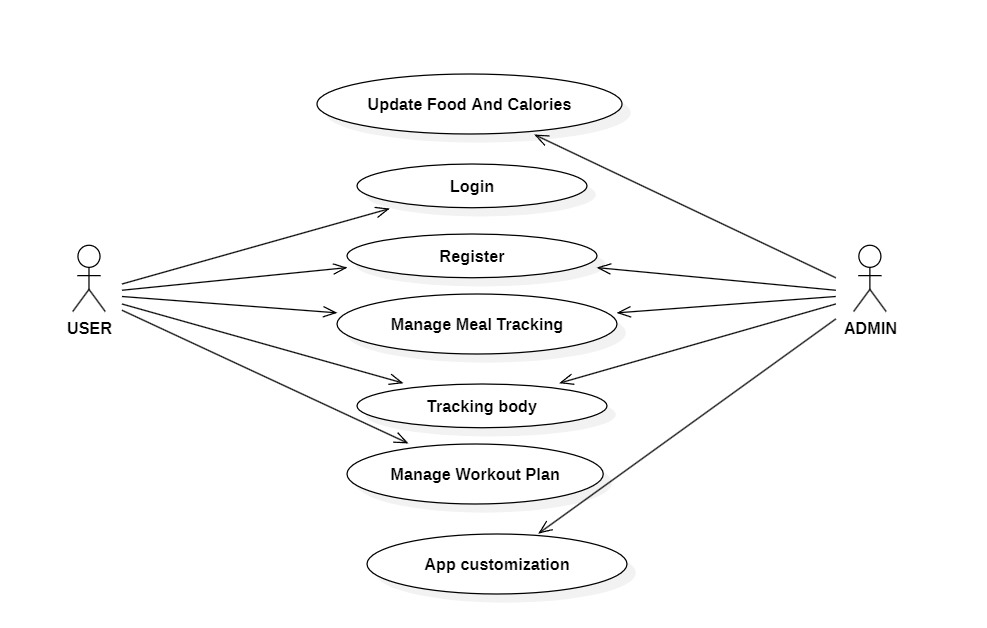 Update Food And Calories
Login
Register
USER
ADMIN
Manage Meal Tracking
Tracking body
Manage Workout Plan
App customization